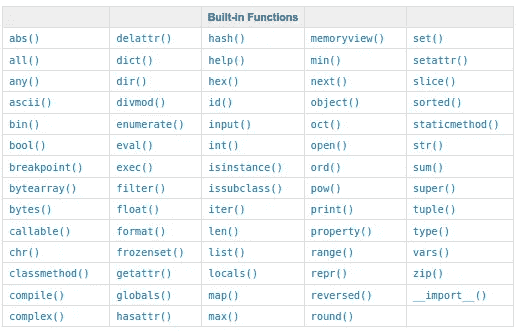 Built-in Functions
abs() delattr() hash() memoryview() set()
all() dict() help() min() setattr()
any() dir() hex() next() slice()
ascii() divmod() id() object() sorted()
bin() enumerate() input() oct() staticmethod()
bool() eval() int() open() str()
breakpoint() exec() isinstance() ord() sum()
bytearray() filter() issubclass() pow() super()
bytes() float() iter() print() tuple()
callable() format() len() property() type()
chr() frozenset() list() range() vars()
classmethod() getattr() locals() repr() zip()
compile() globals() map() reversed() __import__()
complex() hasattr() max() round()